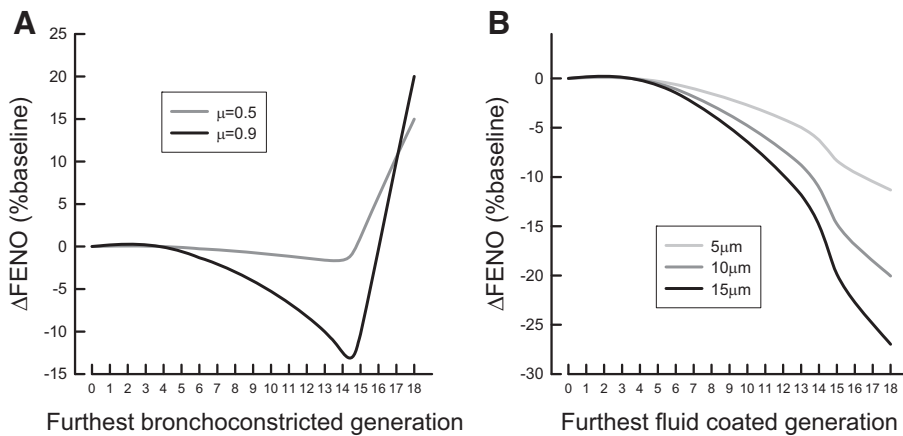 A
ΔFENO (%baseline)
25
20
15
10
5
0
-5
-10
-15
μ=0.5
μ=0.9
0 1 2 3 4 5 6 7 8 9 10 11 12 13 14 15 16 17 18
Furthest bronchoconstricted generation
B
ΔFENO (%baseline)
0
-5
-10
-15
-20
-25
-30
5μm
10μm
15μm
0 1 2 3 4 5 6 7 8 9 10 11 12 13 14 15 16 17 18
Furthest fluid coated generation